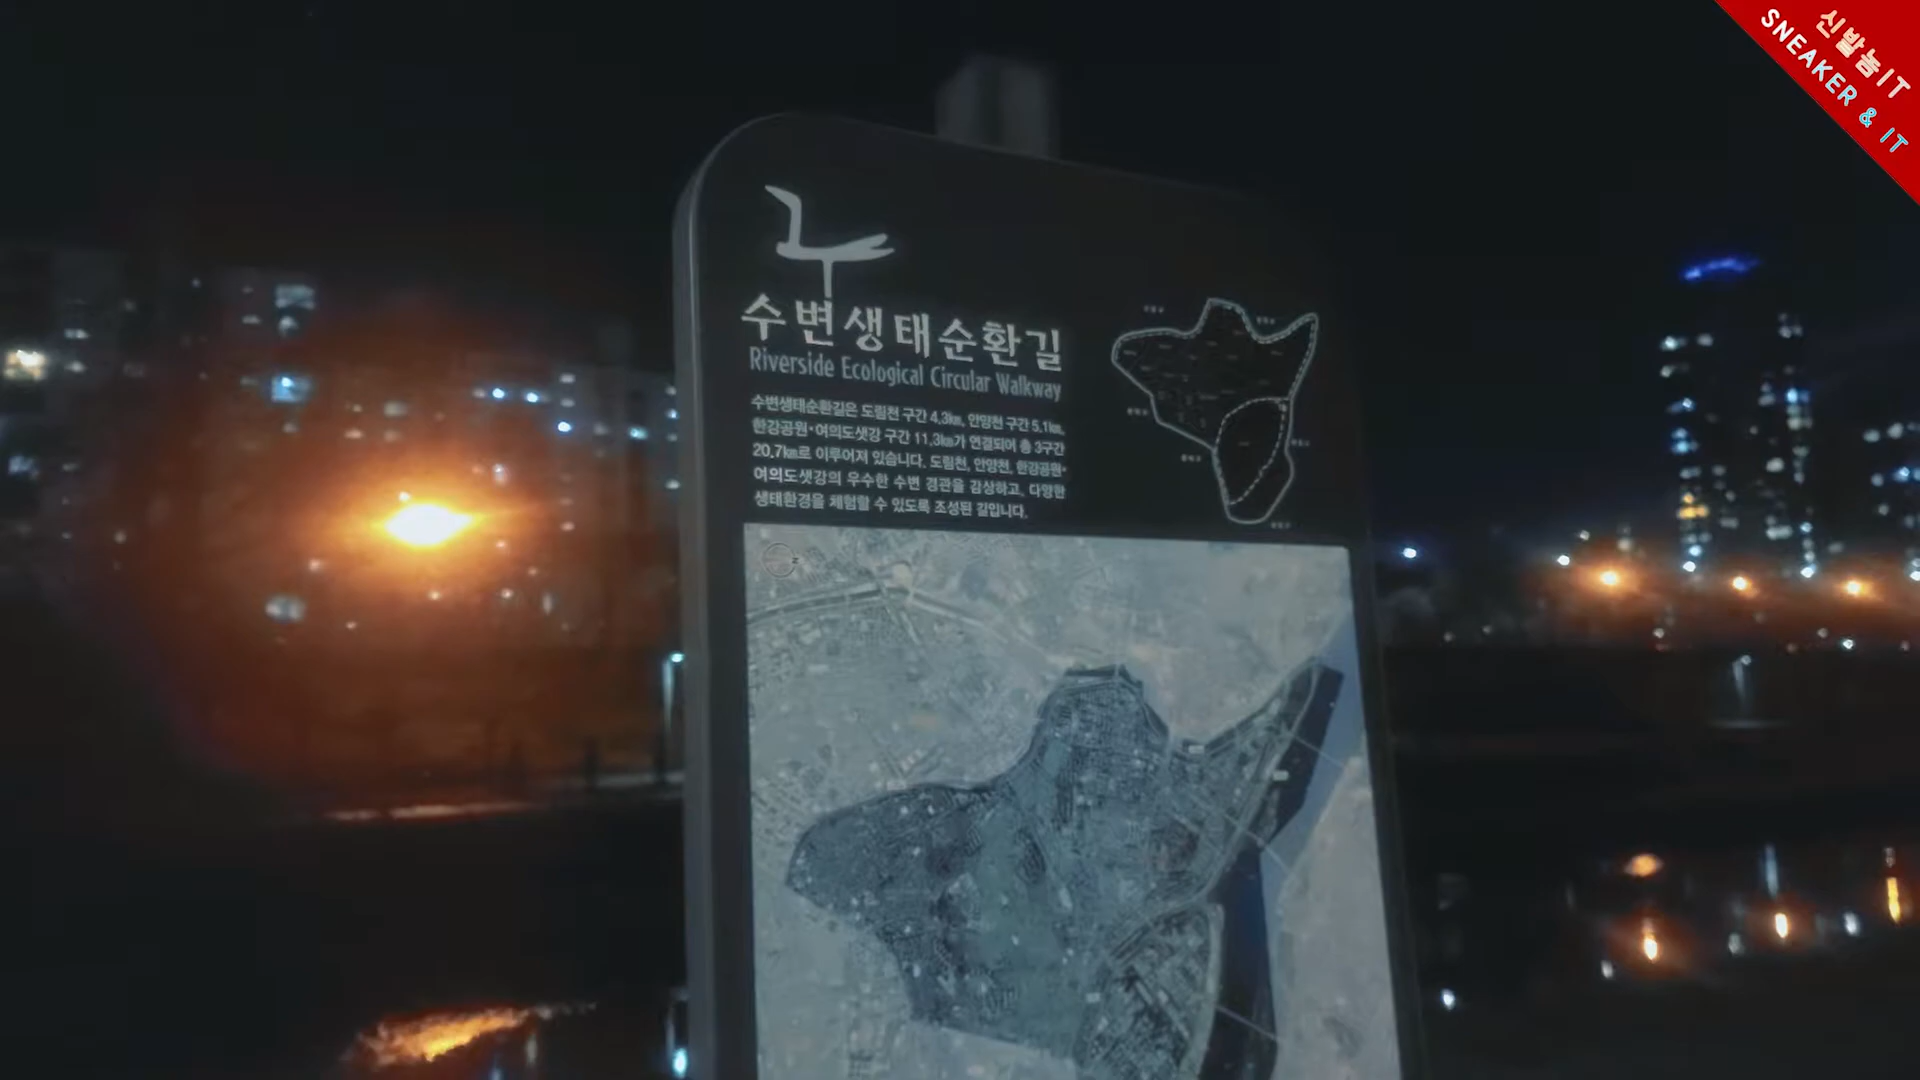 신발놈IT
SNEAKER & IT
수변생태순환길
Riverside Ecological Circular Walkway
수변생태순환길은 도림천 구간 4.3㎞, 안양천 구간 5.1㎞,
한강공원·여의도샛강 구간 11.3㎞가 연결되어 총 3구간
20.7㎞로 이루어져 있습니다. 도림천, 안양천, 한강공원·
여의도샛강의 우수한 수변 경관을 감상하고, 다양한
생태환경을 체험할 수 있도록 조성된 길입니다.